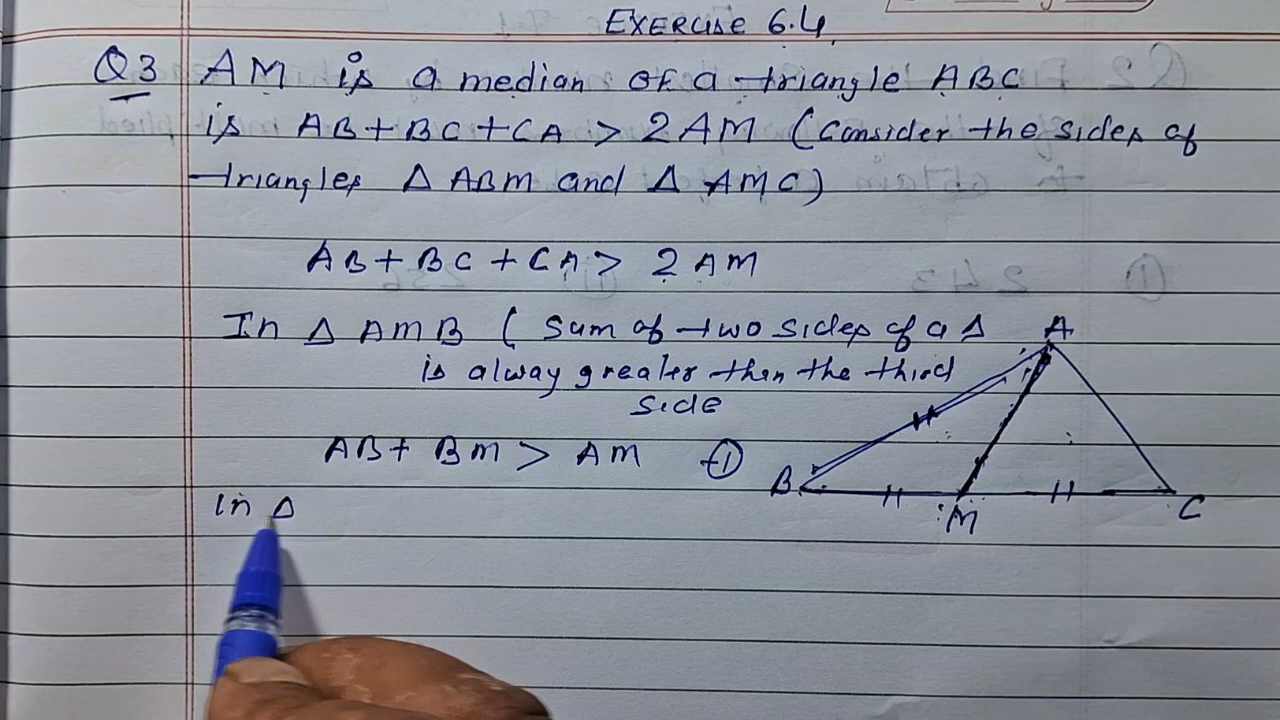 EXERCISE 6.4
Q3 AM is a median of a triangle ABC
is AB+BC+CA > 2AM (Consider the sides of
triangles Δ ABM and Δ AMC)
AB+BC+CA > 2AM
In Δ AMB ( Sum of two sides of a Δ
is alway greater then the third
side
AB+ BM > AM ①
In Δ
A
B
M
C